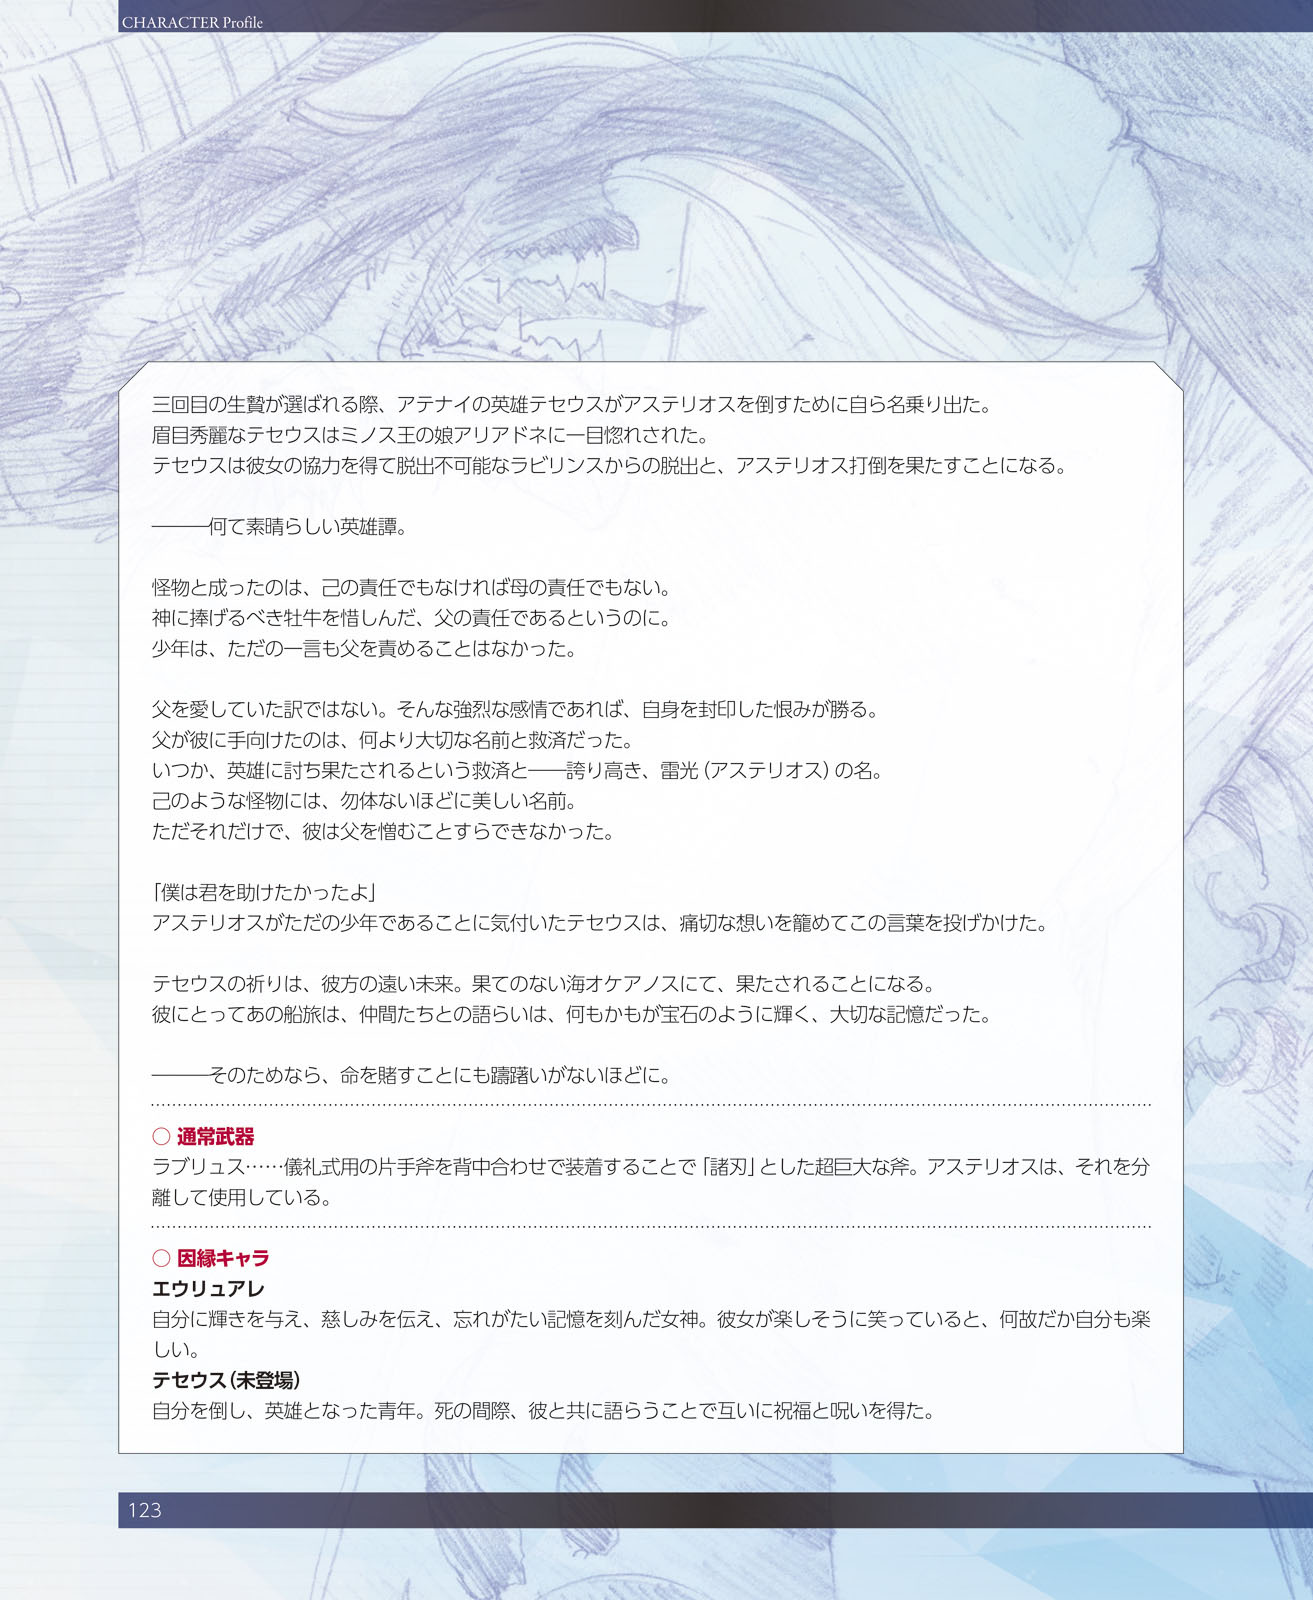 CHARACTER Profile
三回目の生贄が選ばれる際、アテナイの英雄テセウスがアステリオスを倒すために自ら名乗り出た。
眉目秀麗なテセウスはミノス王の娘アリアドネに一目惚れされた。
テセウスは彼女の協力を得て脱出不可能なラビリンスからの脱出と、アステリオス打倒を果たすことになる。
―――何て素晴らしい英雄譚。
怪物と成ったのは、己の責任でもなければ母の責任でもない。
神に捧げるべき牡牛を惜しんだ、父の責任であるというのに。
少年は、ただの一言も父を責めることはなかった。
父を愛していた訳ではない。そんな強烈な感情であれば、自身を封印した恨みが勝る。
父が彼に手向けたのは、何より大切な名前と救済だった。
いつか、英雄に討ち果たされるという救済と――誇り高き、雷光（アステリオス）の名。
己のような怪物には、勿体ないほどに美しい名前。
ただそれだけで、彼は父を憎むことすらできなかった。
「僕は君を助けたかったよ」
アステリオスがただの少年であることに気付いたテセウスは、痛切な想いを籠めてこの言葉を投げかけた。
テセウスの祈りは、彼方の遠い未来。果てのない海オケアノスにて、果たされることになる。
彼にとってあの船旅は、仲間たちとの語らいは、何もかもが宝石のように輝く、大切な記憶だった。
―――そのためなら、命を賭すことにも躊躇いがないほどに。
○ 通常武器
ラブリュス……儀礼式用の片手斧を背中合わせで装着することで「諸刃」とした超巨大な斧。アステリオスは、それを分
離して使用している。
○ 因縁キャラ
エウリュアレ
自分に輝きを与え、慈しみを伝え、忘れがたい記憶を刻んだ女神。彼女が楽しそうに笑っていると、何故だか自分も楽
しい。
テセウス（未登場）
自分を倒し、英雄となった青年。死の間際、彼と共に語らうことで互いに祝福と呪いを得た。
123